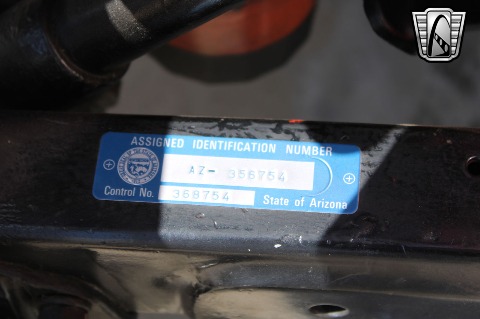 ASSIGNED IDENTIFICATION NUMBER
AZ- 356754
Control No. 368754 State of Arizona